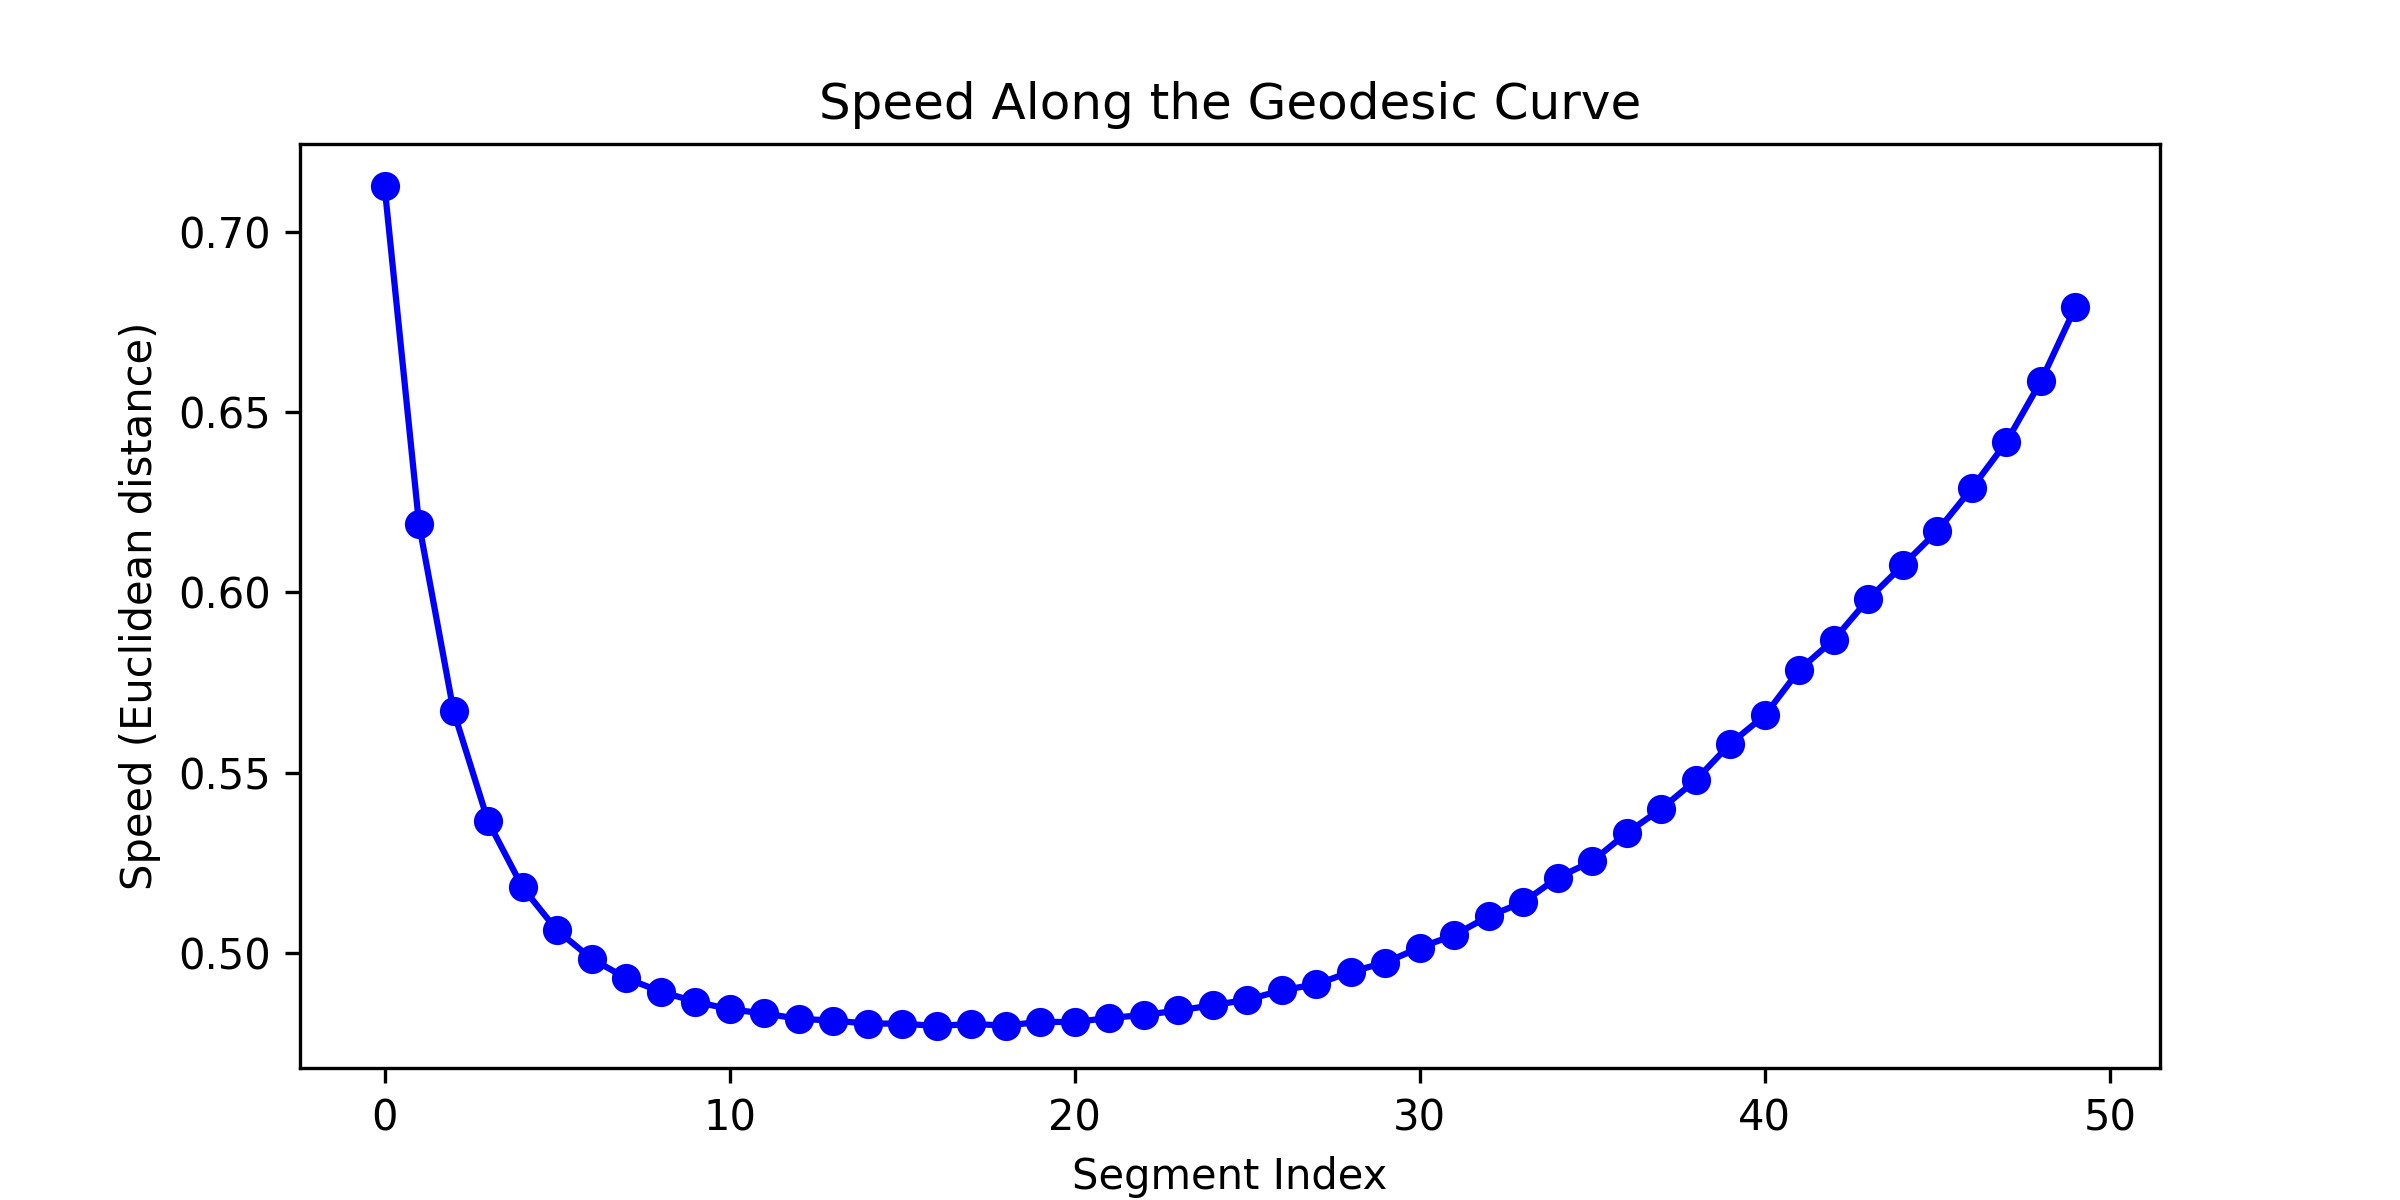 Speed Along the Geodesic Curve
Speed (Euclidean distance)
0.70
0.65
0.60
0.55
0.50
0 10 20 30 40 50
Segment Index